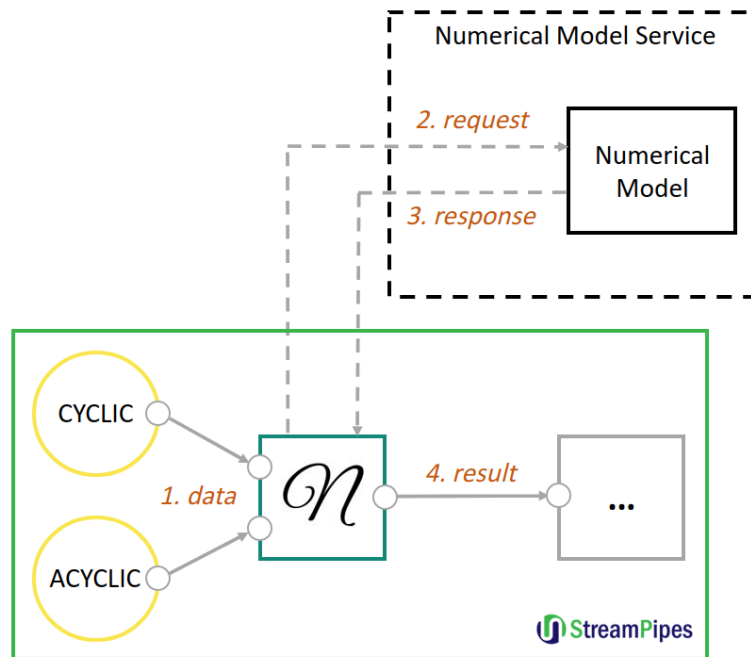 Numerical Model Service
2. request
Numerical
Model
3. response
CYCLIC
1. data
N
4. result
...
ACYCLIC
StreamPipes